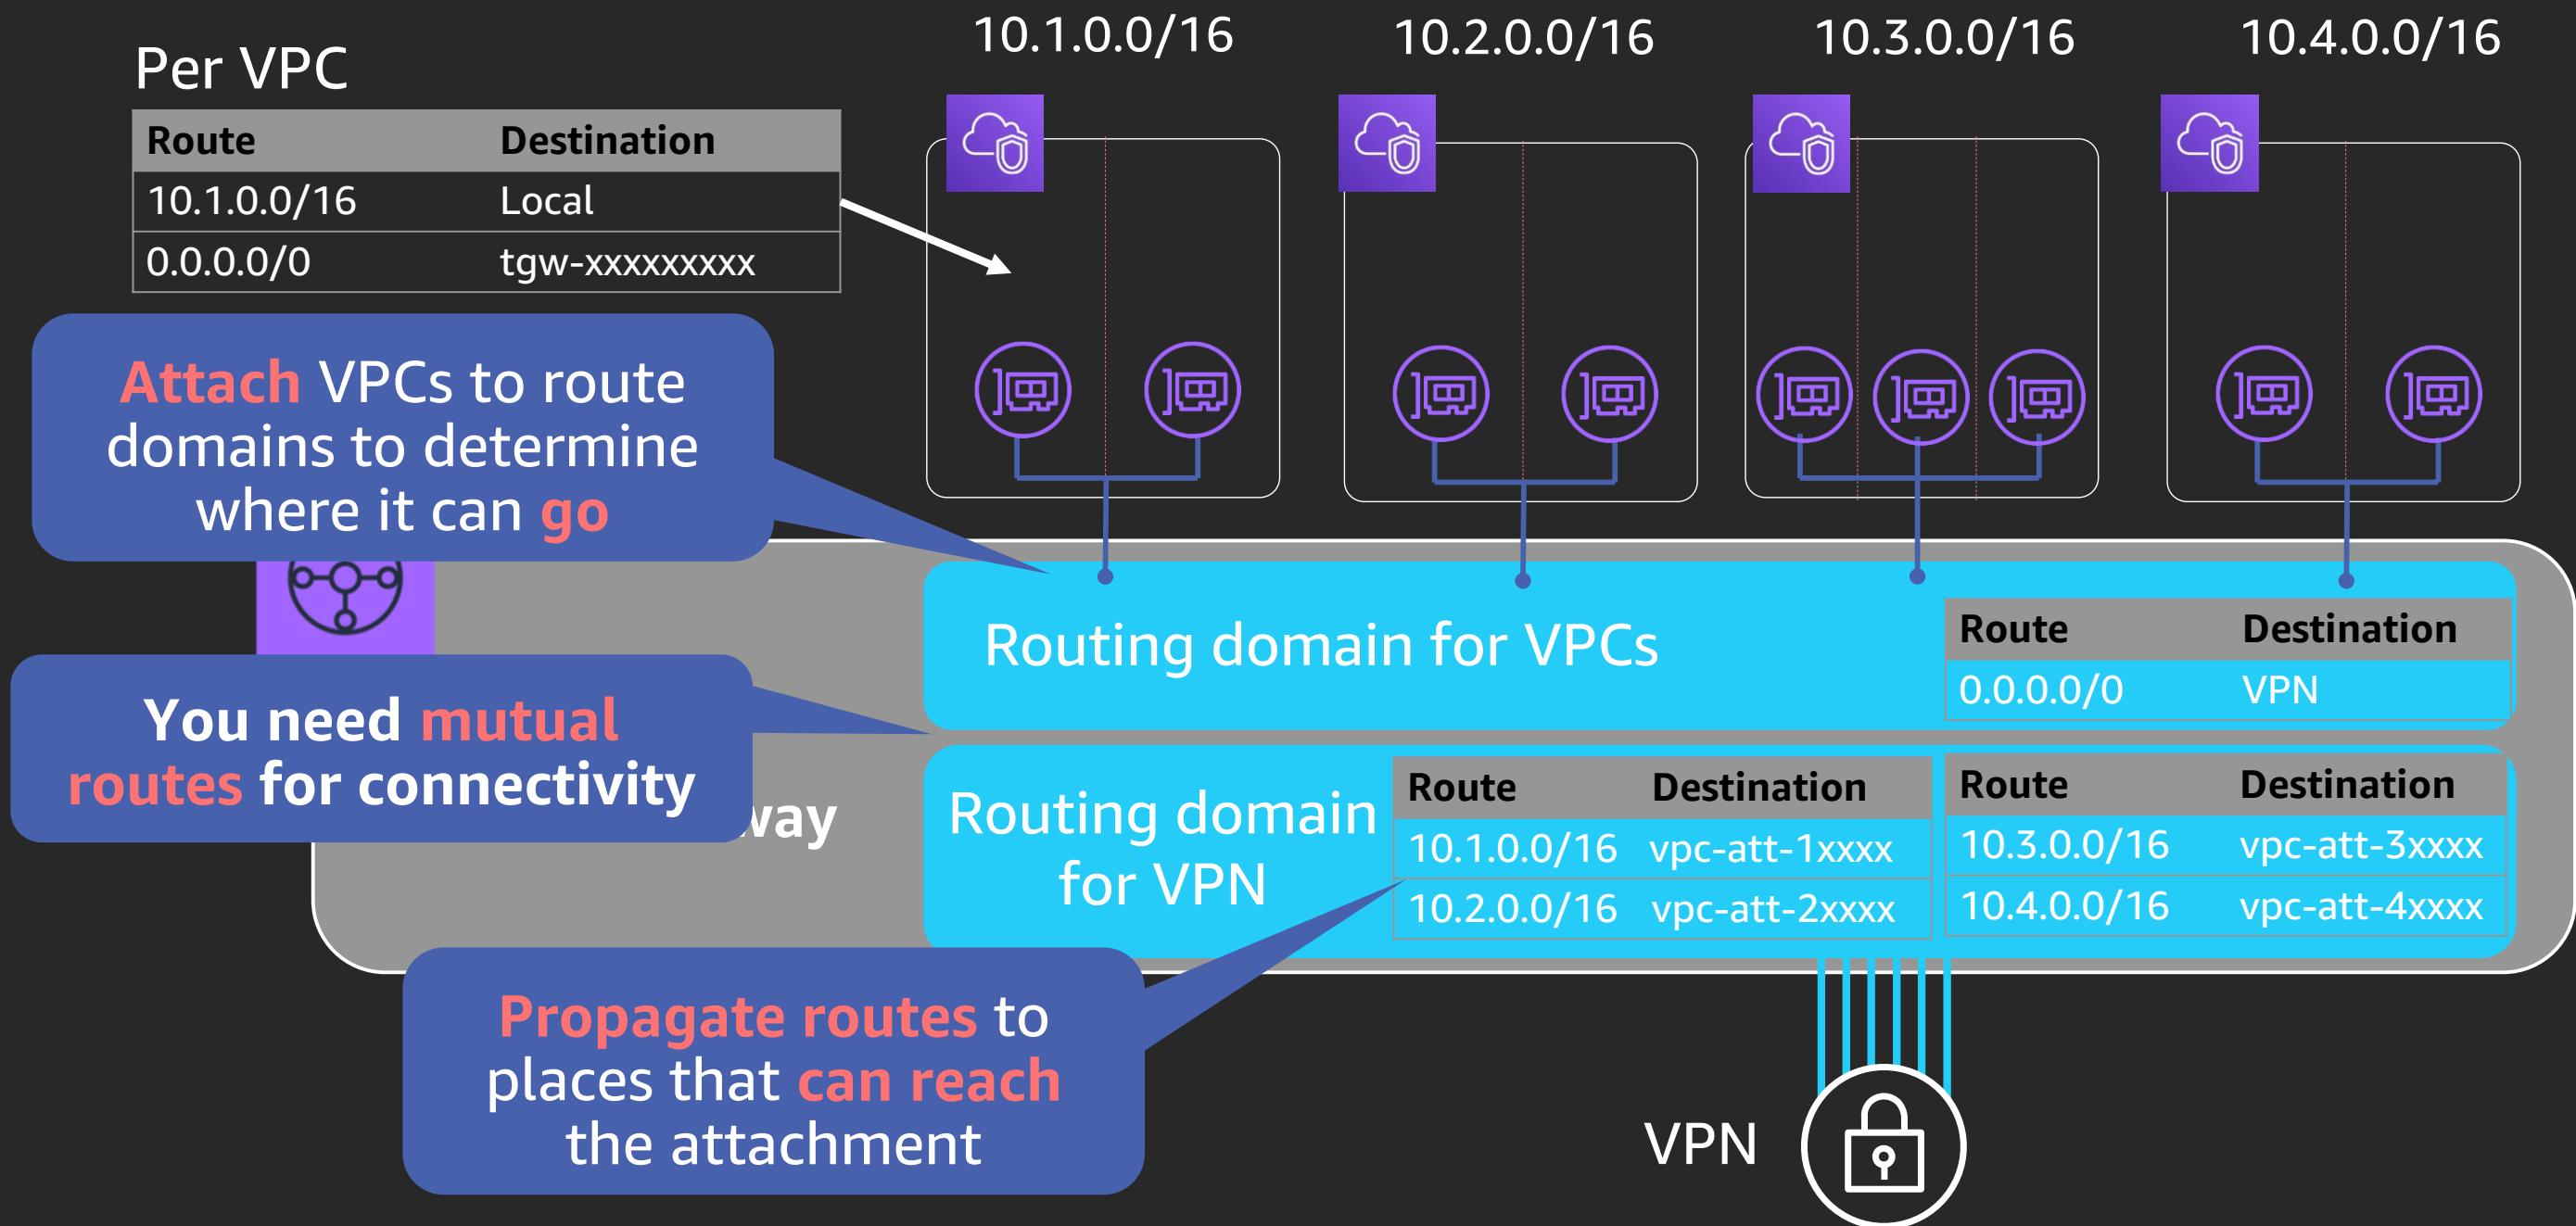 10.1.0.0/16
10.2.0.0/16
10.3.0.0/16
10.4.0.0/16
Per VPC
Route Destination
10.1.0.0/16 Local
0.0.0.0/0 tgw-xxxxxxxxx
Attach VPCs to route
domains to determine
where it can go
Routing domain for VPCs
Route Destination
0.0.0.0/0 VPN
You need mutual
routes for connectivity
Routing domain
for VPN
Route Destination
10.1.0.0/16 vpc-att-1xxxx
10.2.0.0/16 vpc-att-2xxxx
Route Destination
10.3.0.0/16 vpc-att-3xxxx
10.4.0.0/16 vpc-att-4xxxx
Propagate routes to
places that can reach
the attachment
VPN